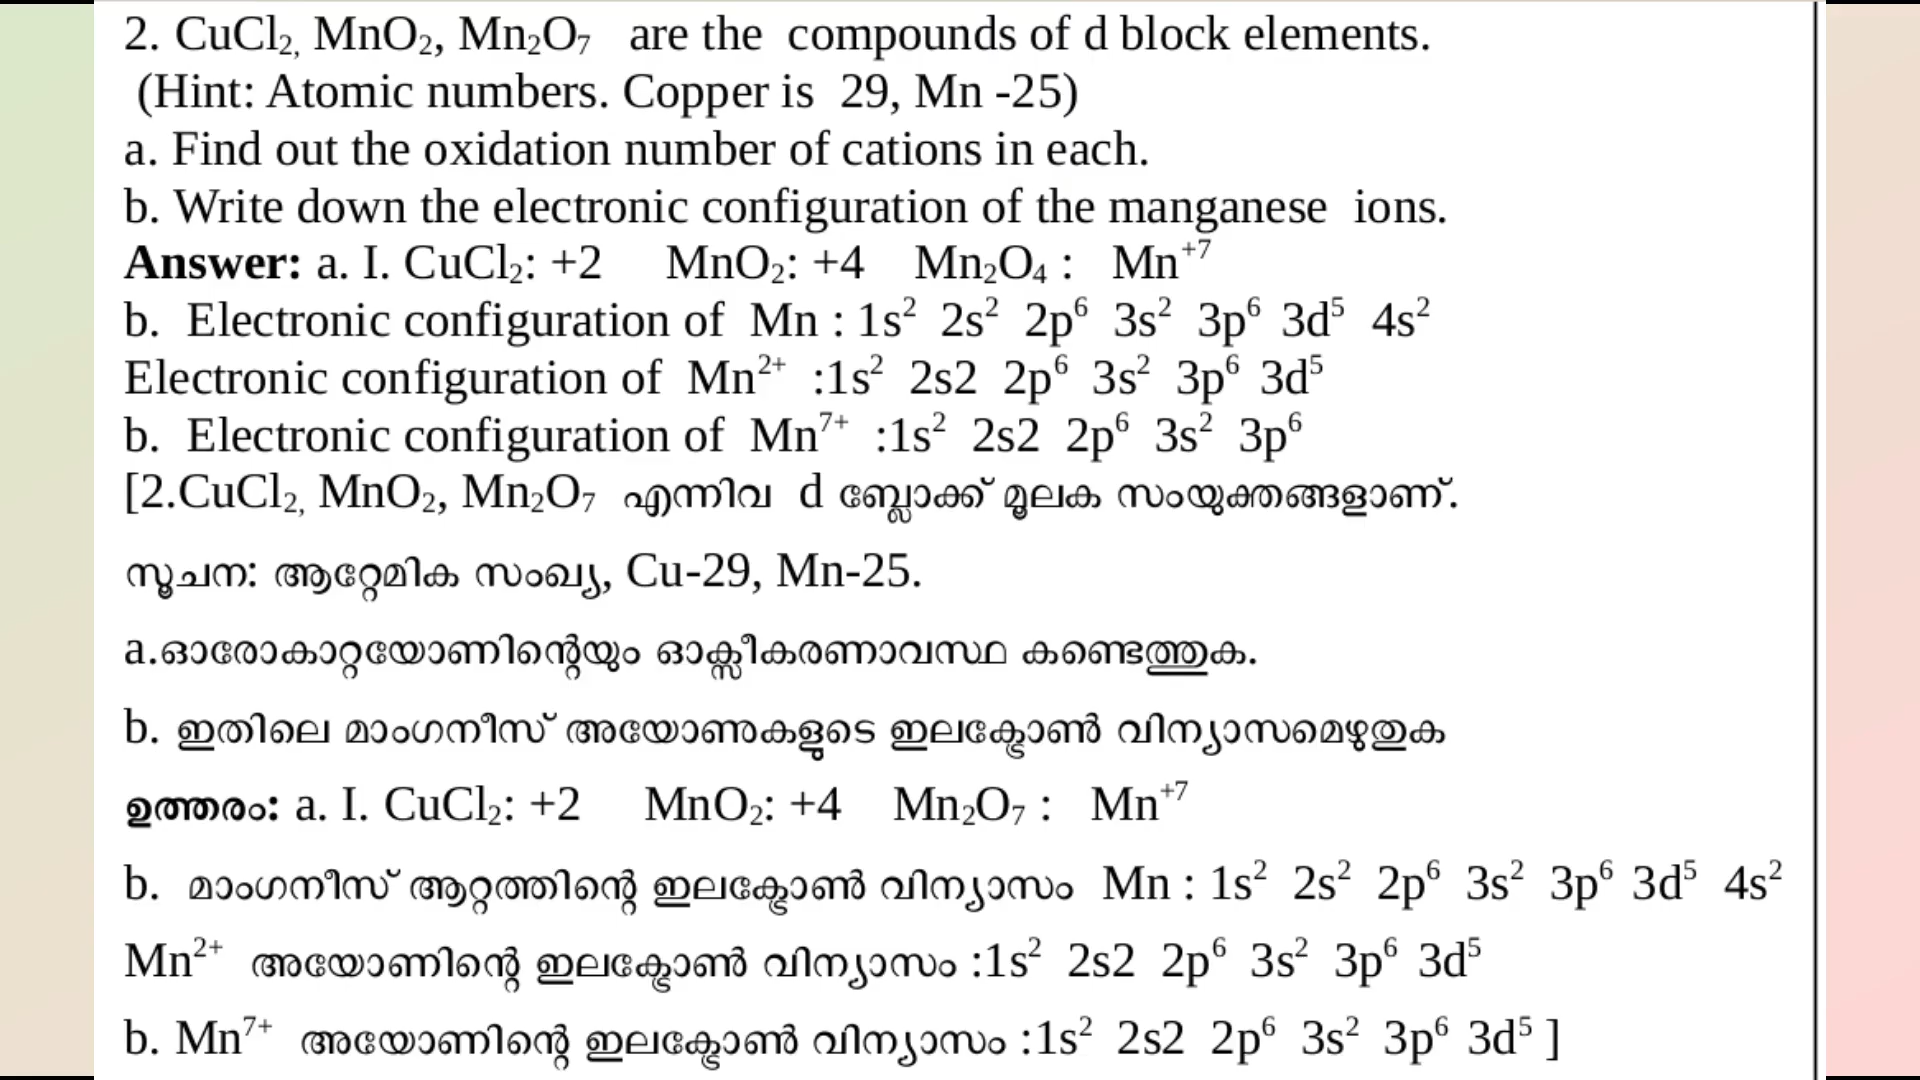 2. CuCl₂, MnO₂, Mn₂O₇ are the compounds of d block elements.
(Hint: Atomic numbers. Copper is 29, Mn -25)
a. Find out the oxidation number of cations in each.
b. Write down the electronic configuration of the manganese ions.
Answer: a. I. CuCl₂: +2 MnO₂: +4 Mn₂O₄ : Mn⁺⁷
b. Electronic configuration of Mn : 1s² 2s² 2p⁶ 3s² 3p⁶ 3d⁵ 4s²
Electronic configuration of Mn²⁺ :1s² 2s2 2p⁶ 3s² 3p⁶ 3d⁵
b. Electronic configuration of Mn⁷⁺ :1s² 2s2 2p⁶ 3s² 3p⁶
[2.CuCl₂, MnO₂, Mn₂O₇ എന്നിവ d ബ്ലോക്ക് മൂലക സംയുക്തങ്ങളാണ്.
സൂചന: ആറ്റേമിക സംഖ്യ, Cu-29, Mn-25.
a.ഓരോകാറ്റയോണിന്റെയും ഓക്സീകരണാവസ്ഥ കണ്ടെത്തുക.
b. ഇതിലെ മാംഗനീസ് അയോണുകളുടെ ഇലക്ട്രോൺ വിന്യാസമെഴുതുക
ഉത്തരം: a. I. CuCl₂: +2 MnO₂: +4 Mn₂O₇ : Mn⁺⁷
b. മാംഗനീസ് ആറ്റത്തിന്റെ ഇലക്ട്രോൺ വിന്യാസം Mn : 1s² 2s² 2p⁶ 3s² 3p⁶ 3d⁵ 4s²
Mn²⁺ അയോണിന്റെ ഇലക്ട്രോൺ വിന്യാസം :1s² 2s2 2p⁶ 3s² 3p⁶ 3d⁵
b. Mn⁷⁺ അയോണിന്റെ ഇലക്ട്രോൺ വിന്യാസം :1s² 2s2 2p⁶ 3s² 3p⁶ 3d⁵ ]